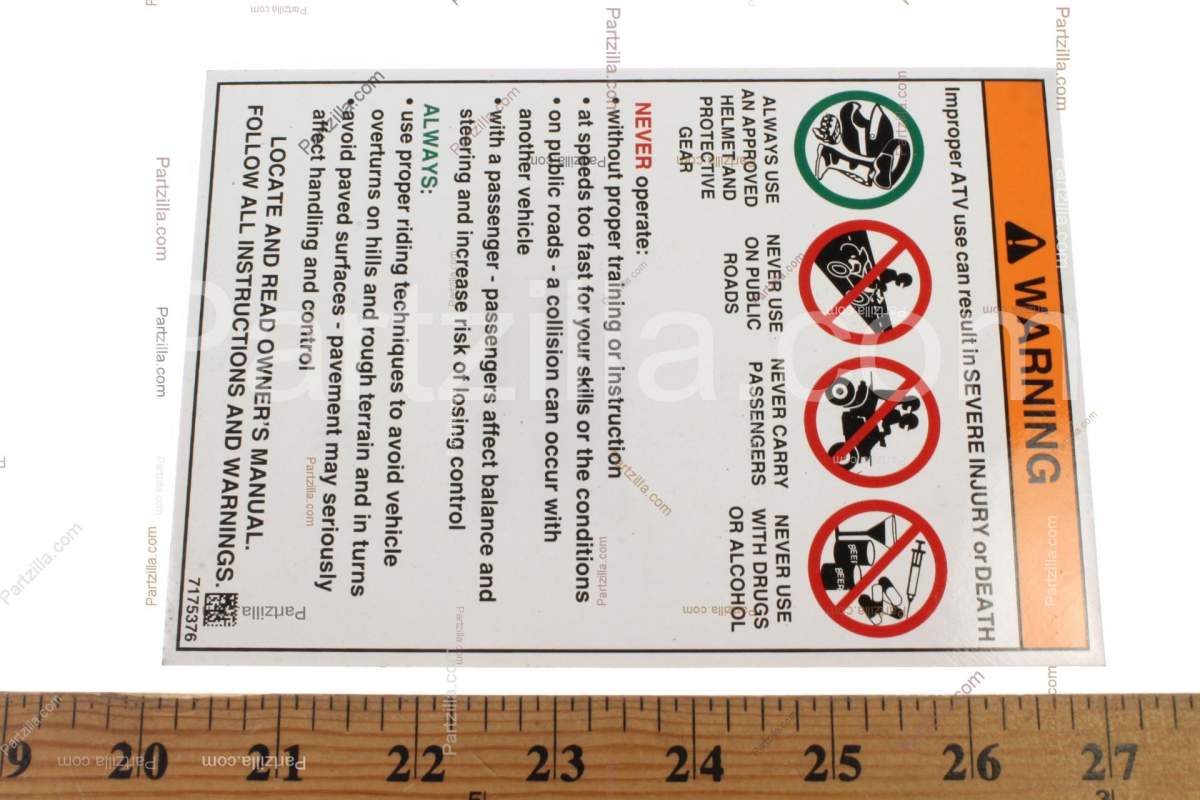 WARNING
Improper ATV use can result in SEVERE INJURY or DEATH
BEER
BEER
ALWAYS USE
AN APPROVED
HELMET AND
PROTECTIVE
GEAR
NEVER USE
ON PUBLIC
ROADS
NEVER CARRY
PASSENGERS
NEVER USE
WITH DRUGS
OR ALCOHOL
NEVER operate:
• without proper training or instruction
• at speeds too fast for your skills or the conditions
• on public roads - a collision can occur with
another vehicle
• with a passenger - passengers affect balance and
steering and increase risk of losing control
ALWAYS:
• use proper riding techniques to avoid vehicle
overturns on hills and rough terrain and in turns
• avoid paved surfaces - pavement may seriously
affect handling and control
LOCATE AND READ OWNER'S MANUAL.
FOLLOW ALL INSTRUCTIONS AND WARNINGS.
7175376
Partzilla.com
9 20 21 22 23 24 25 26 27